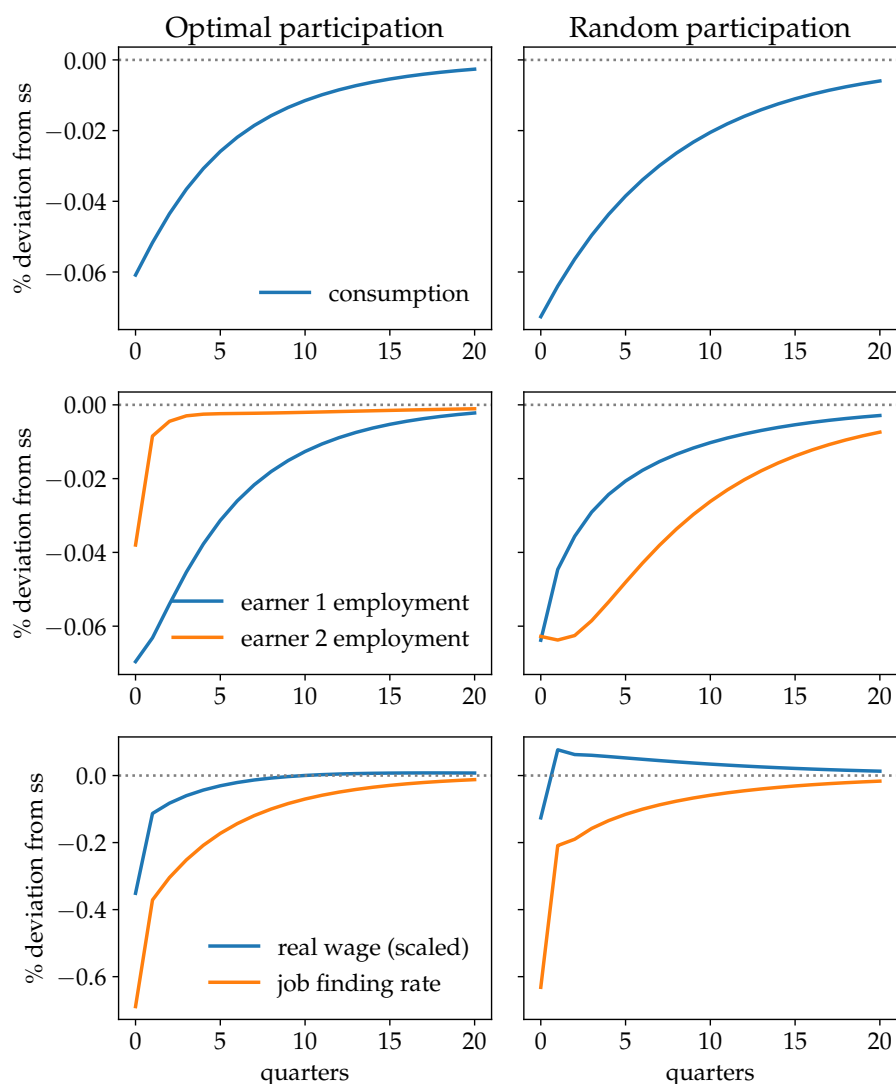 Optimal participation
Random participation
% deviation from ss
0.00
−0.02
−0.04
−0.06
consumption
0 5 10 15 20
0 5 10 15 20
% deviation from ss
0.00
−0.02
−0.04
−0.06
earner 1 employment
earner 2 employment
0 5 10 15 20
0 5 10 15 20
% deviation from ss
0.0
−0.2
−0.4
−0.6
real wage (scaled)
job finding rate
0 5 10 15 20
0 5 10 15 20
quarters
quarters